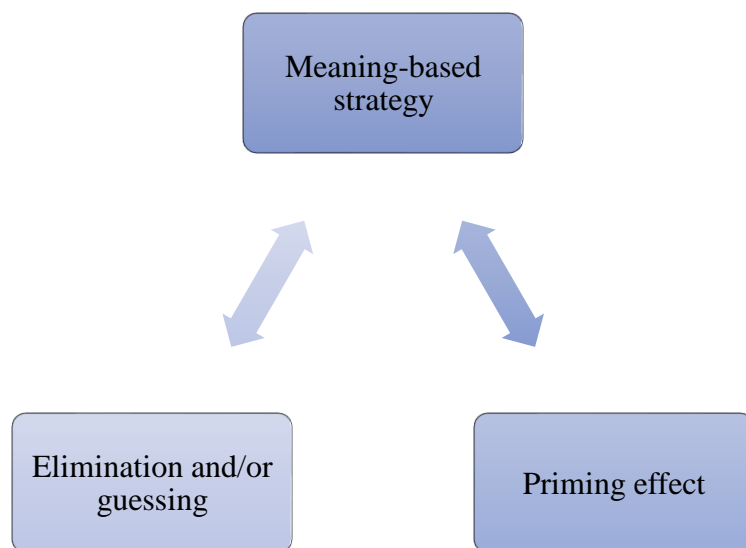 Meaning-based
strategy
Elimination and/or
guessing
Priming effect